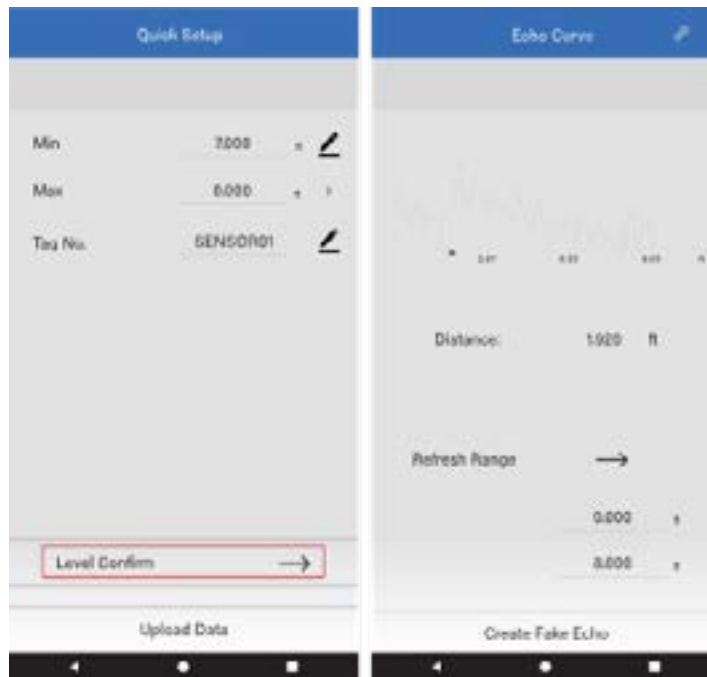 Quick Setup
Min 7.000
Max 0.000
Tag No. SENSOR01
Level Confirm
Upload Data
Echo Curve
Distance: 1.920 ft
Refresh Range
0.000
8.000
Create Fake Echo